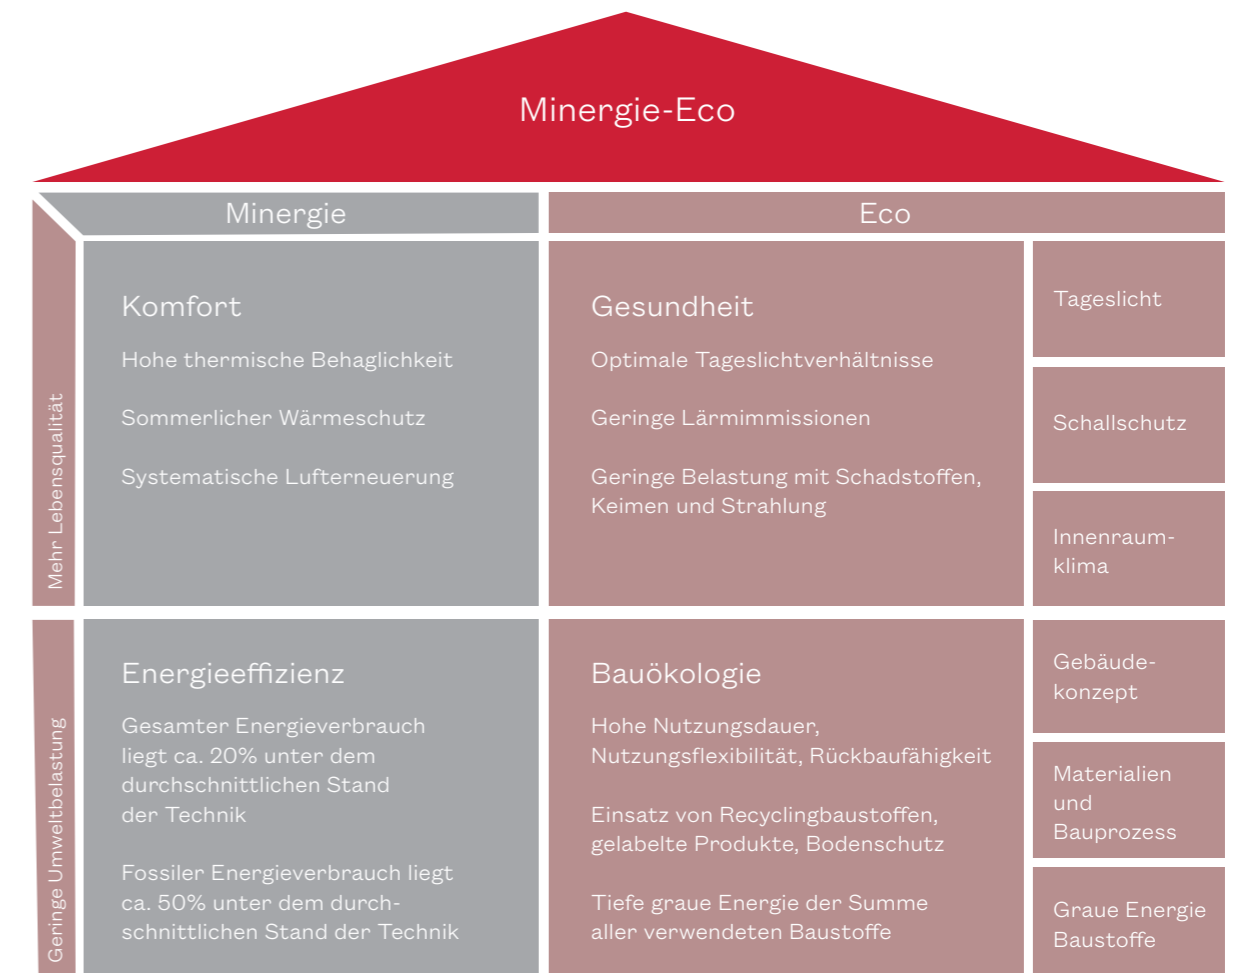 Minergie-Eco
Minergie
Eco
Mehr Lebensqualität
Komfort
Hohe thermische Behaglichkeit
Sommerlicher Wärmeschutz
Systematische Lufterneuerung
Gesundheit
Optimale Tageslichtverhältnisse
Geringe Lärmimmissionen
Geringe Belastung mit Schadstoffen,
Keimen und Strahlung
Tageslicht
Schallschutz
Innenraum-
klima
Geringe Umweltbelastung
Energieeffizienz
Gesamter Energieverbrauch
liegt ca. 20% unter dem
durchschnittlichen Stand
der Technik
Fossiler Energieverbrauch liegt
ca. 50% unter dem durch-
schnittlichen Stand der Technik
Bauökologie
Hohe Nutzungsdauer,
Nutzungsflexibilität, Rückbaufähigkeit
Einsatz von Recyclingbaustoffen,
gelabelte Produkte, Bodenschutz
Tiefe graue Energie der Summe
aller verwendeten Baustoffe
Gebäude-
konzept
Materialien
und
Bauprozess
Graue Energie
Baustoffe